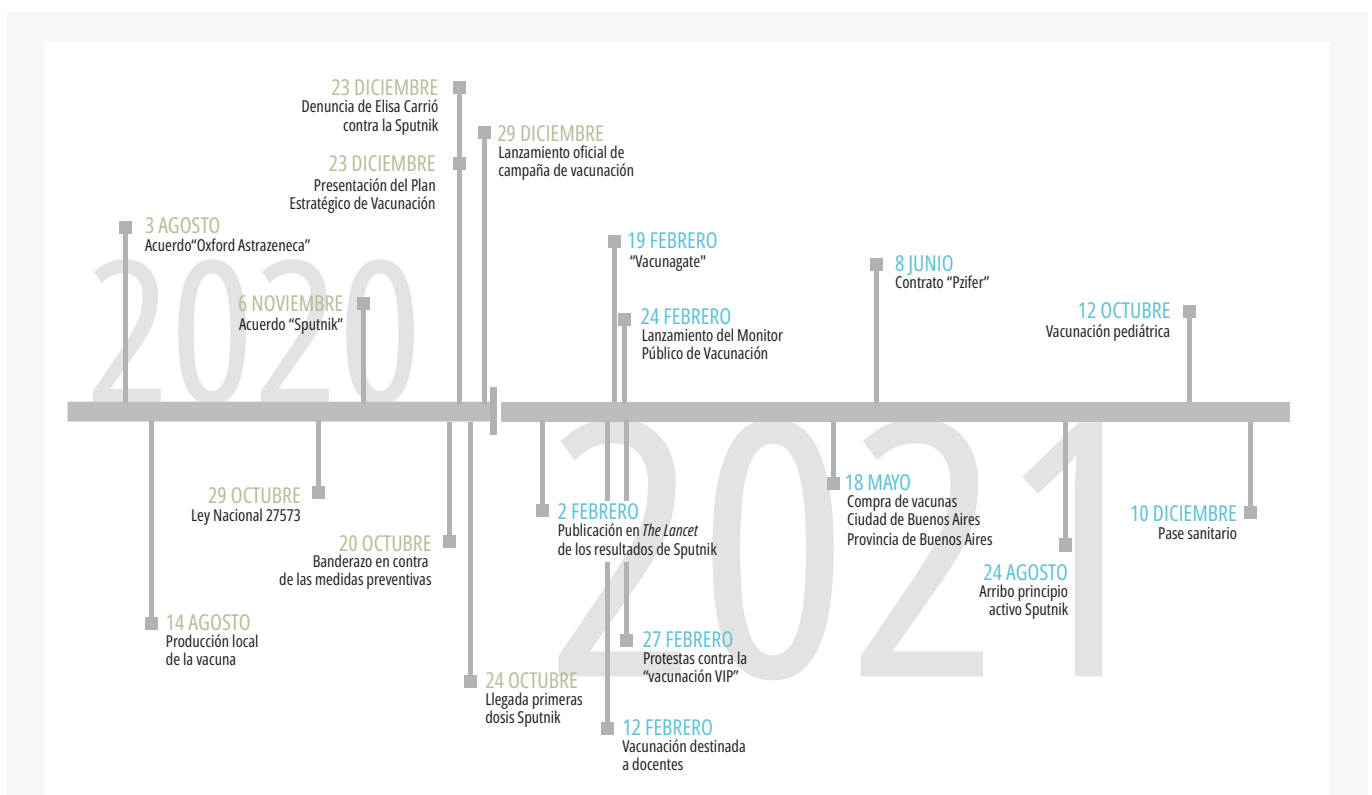 23 DICIEMBRE
Denuncia de Elisa Carrió
contra la Sputnik
29 DICIEMBRE
Lanzamiento oficial de
campaña de vacunación
23 DICIEMBRE
Presentación del Plan
Estratégico de Vacunación
3 AGOSTO
Acuerdo“Oxford Astrazeneca”
2020
6 NOVIEMBRE
Acuerdo “Sputnik”
19 FEBRERO
“Vacunagate"
24 FEBRERO
Lanzamiento del Monitor
Público de Vacunación
8 JUNIO
Contrato “Pzifer”
12 OCTUBRE
Vacunación pediátrica
29 OCTUBRE
Ley Nacional 27573
20 OCTUBRE
Banderazo en contra
de las medidas preventivas
14 AGOSTO
Producción local
de la vacuna
24 OCTUBRE
Llegada primeras
dosis Sputnik
2021
2 FEBRERO
Publicación en The Lancet
de los resultados de Sputnik
27 FEBRERO
Protestas contra la
“vacunación VIP”
12 FEBRERO
Vacunación destinada
a docentes
18 MAYO
Compra de vacunas
Ciudad de Buenos Aires
Provincia de Buenos Aires
24 AGOSTO
Arribo principio
activo Sputnik
10 DICIEMBRE
Pase sanitario